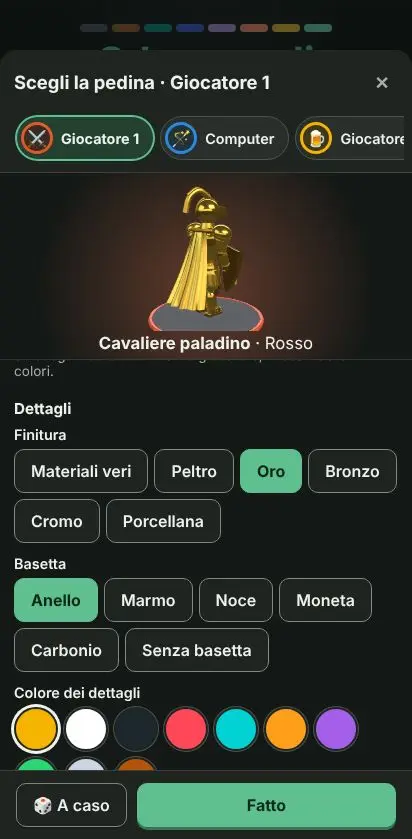 Scegli la pedina · Giocatore 1 ×
Giocatore 1 Computer Giocatore
Cavaliere paladino · Rosso
colori.
Dettagli
Finitura
Materiali veri Peltro Oro Bronzo
Cromo Porcellana
Basetta
Anello Marmo Noce Moneta
Carbonio Senza basetta
Colore dei dettagli
A caso Fatto